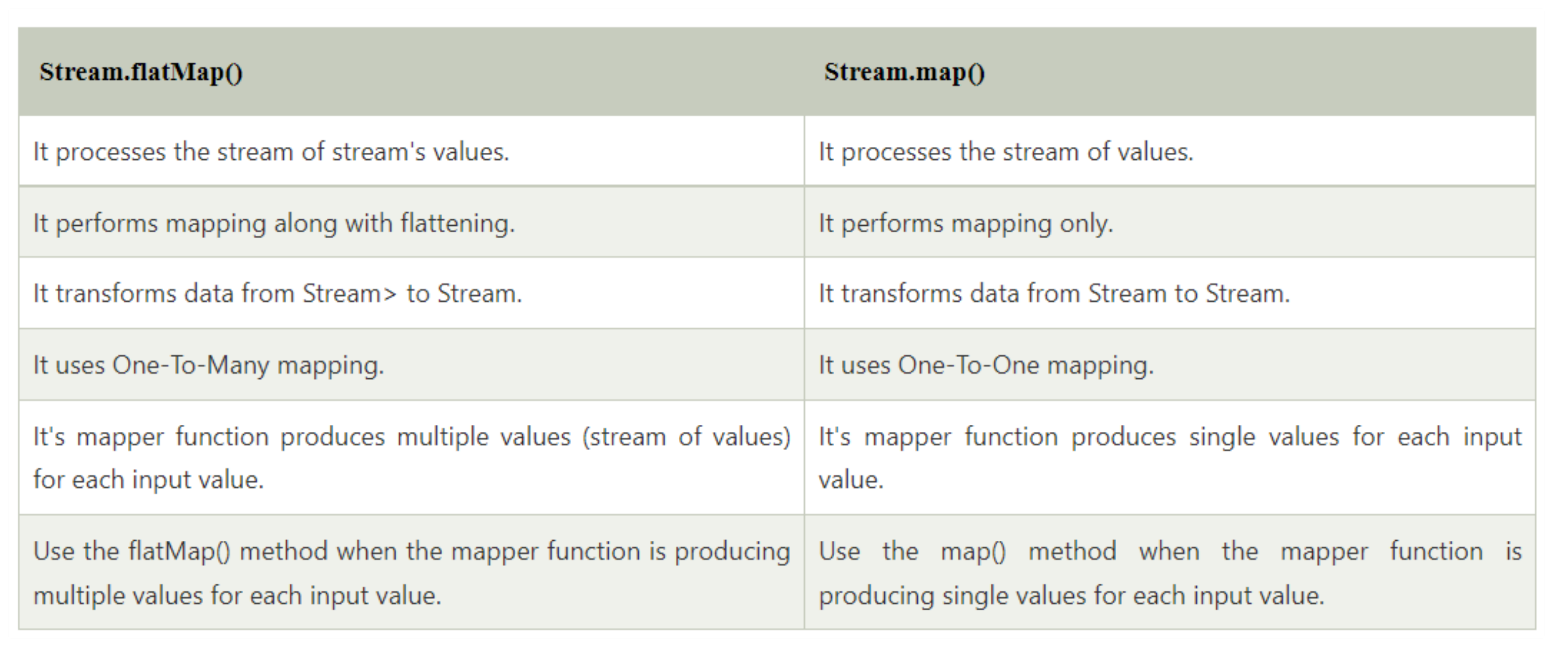 Stream.flatMap() Stream.map()
It processes the stream of stream's values. It processes the stream of values.
It performs mapping along with flattening. It performs mapping only.
It transforms data from Stream> to Stream. It transforms data from Stream to Stream.
It uses One-To-Many mapping. It uses One-To-One mapping.
It's mapper function produces multiple values (stream of values)
for each input value.
It's mapper function produces single values for each input
value.
Use the flatMap() method when the mapper function is producing
multiple values for each input value.
Use the map() method when the mapper function is
producing single values for each input value.